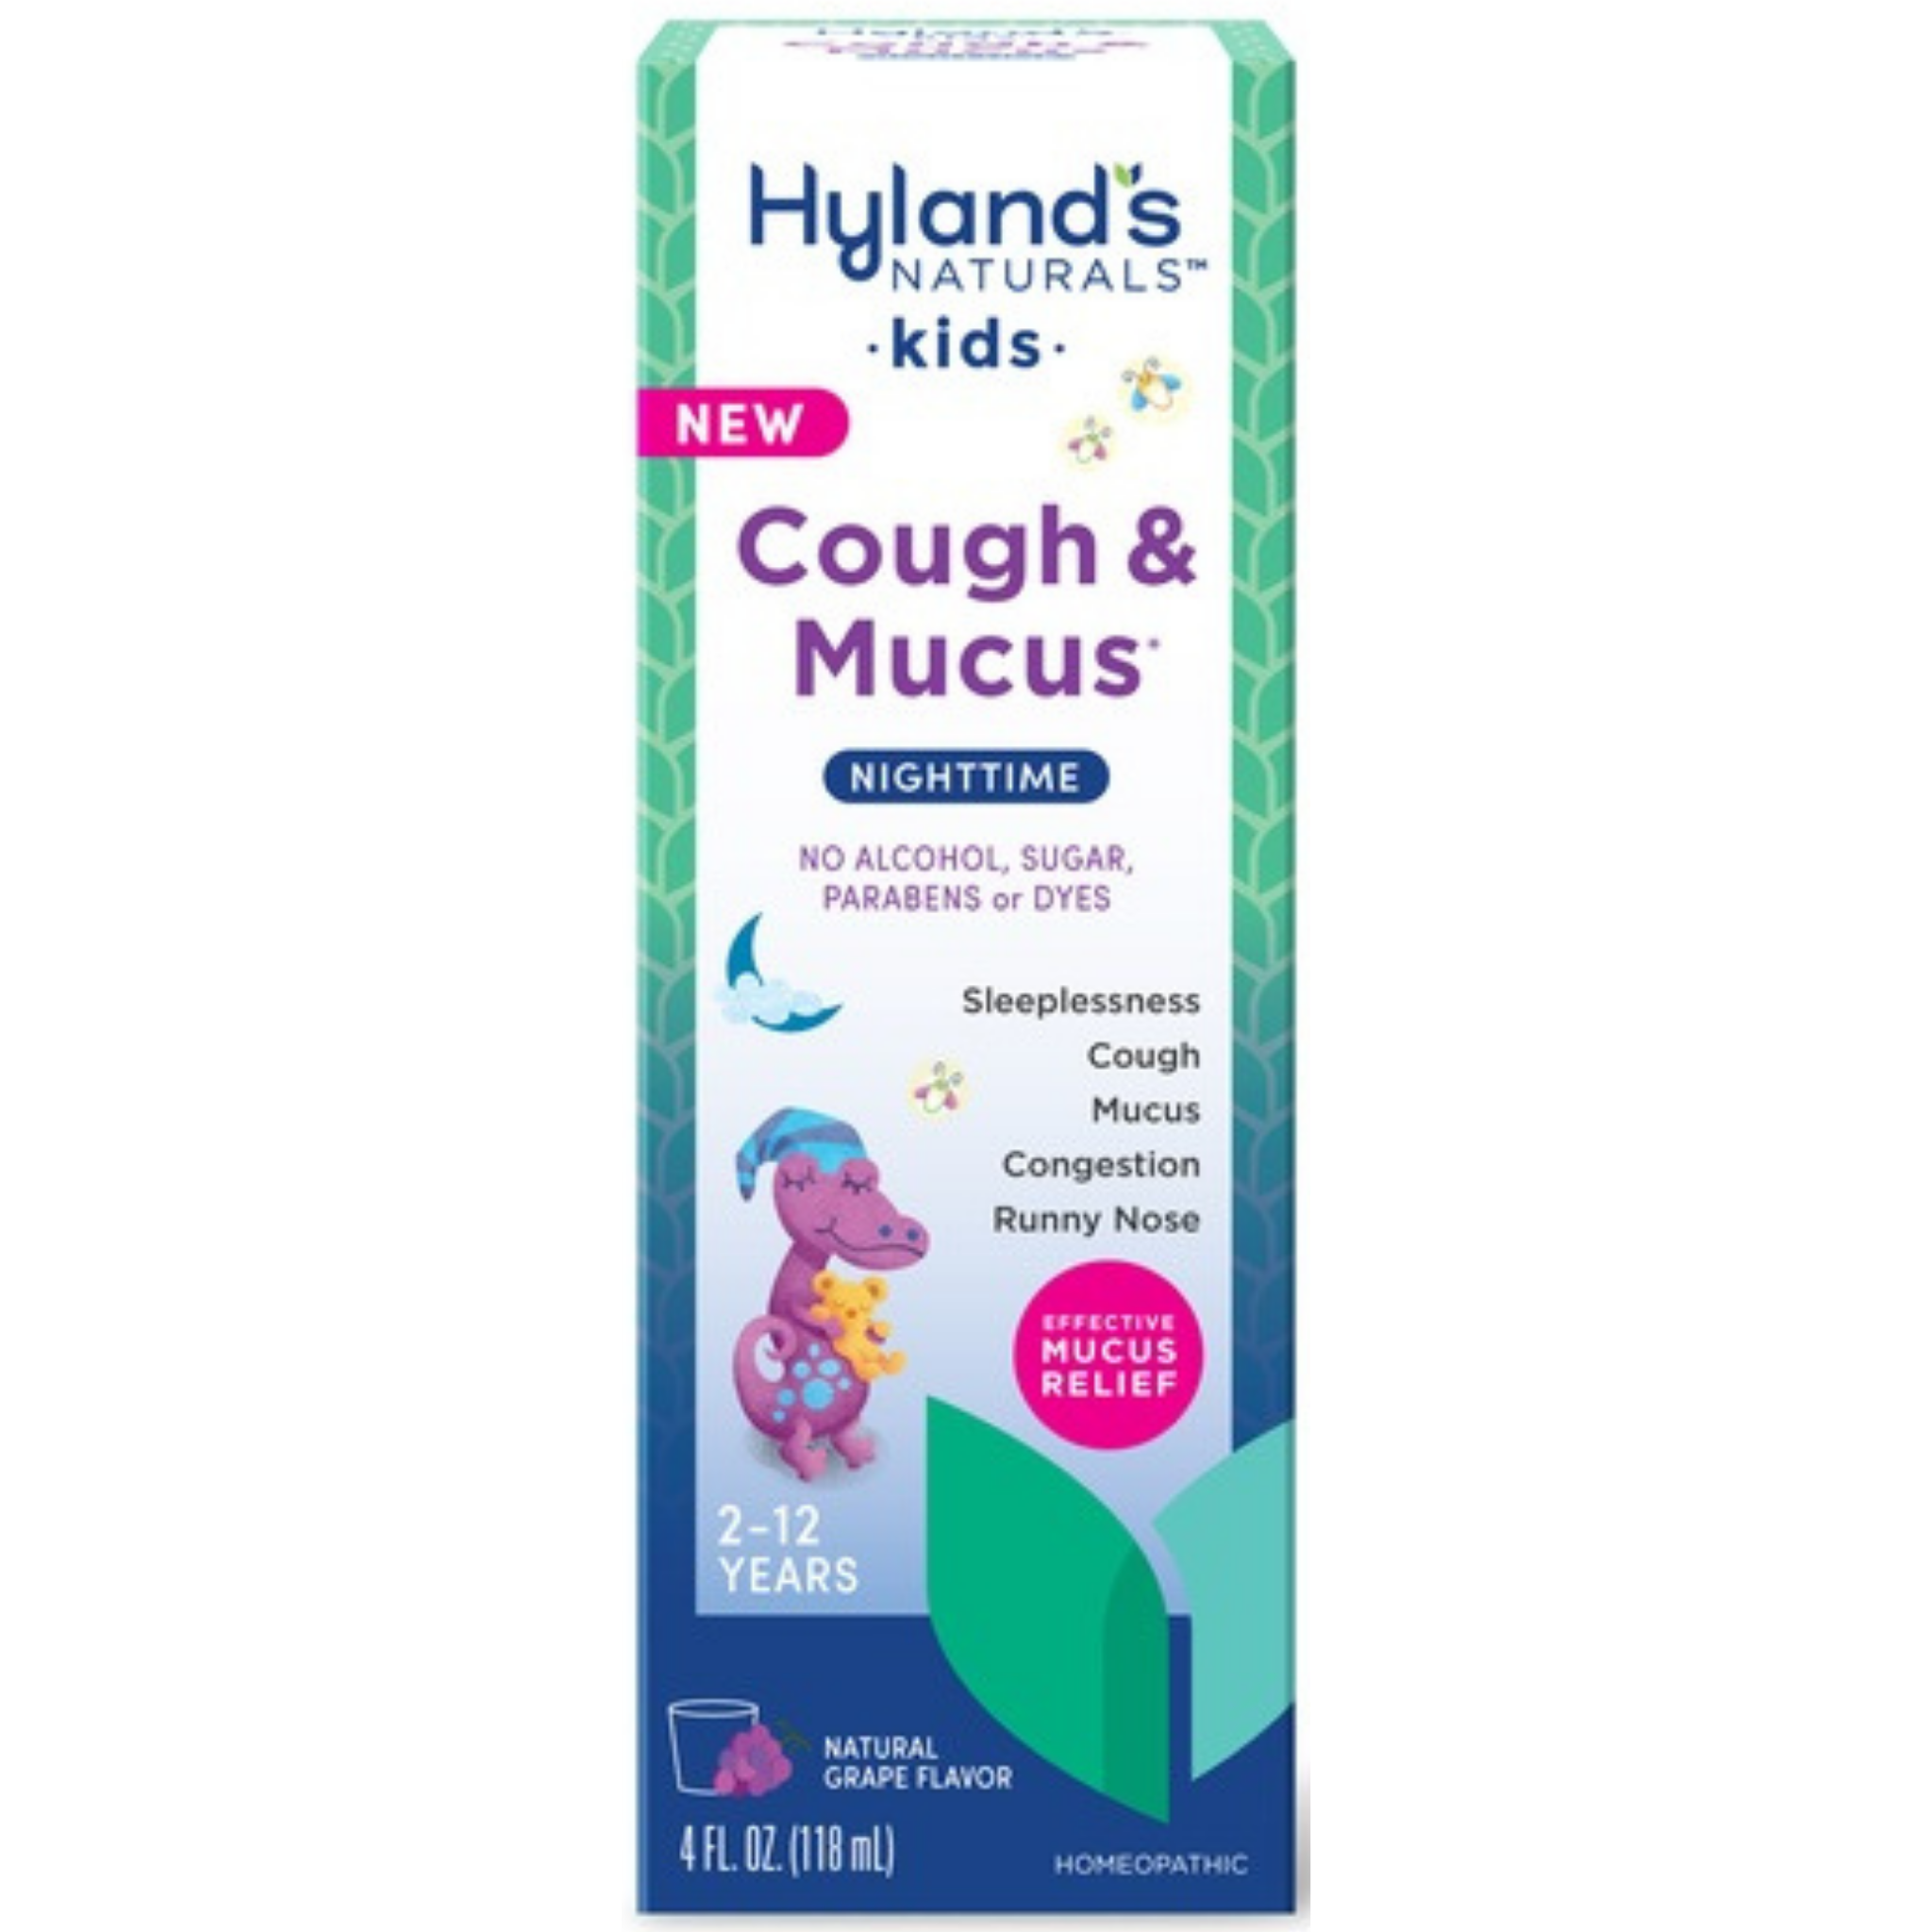 Hyland's
NATURALS™
·kids·
NEW
Cough &
Mucus*
NIGHTTIME
NO ALCOHOL, SUGAR,
PARABENS or DYES
Sleeplessness
Cough
Mucus
Congestion
Runny Nose
EFFECTIVE
MUCUS
RELIEF
2-12
YEARS
NATURAL
GRAPE FLAVOR
4 FL. OZ. (118 mL)
HOMEOPATHIC